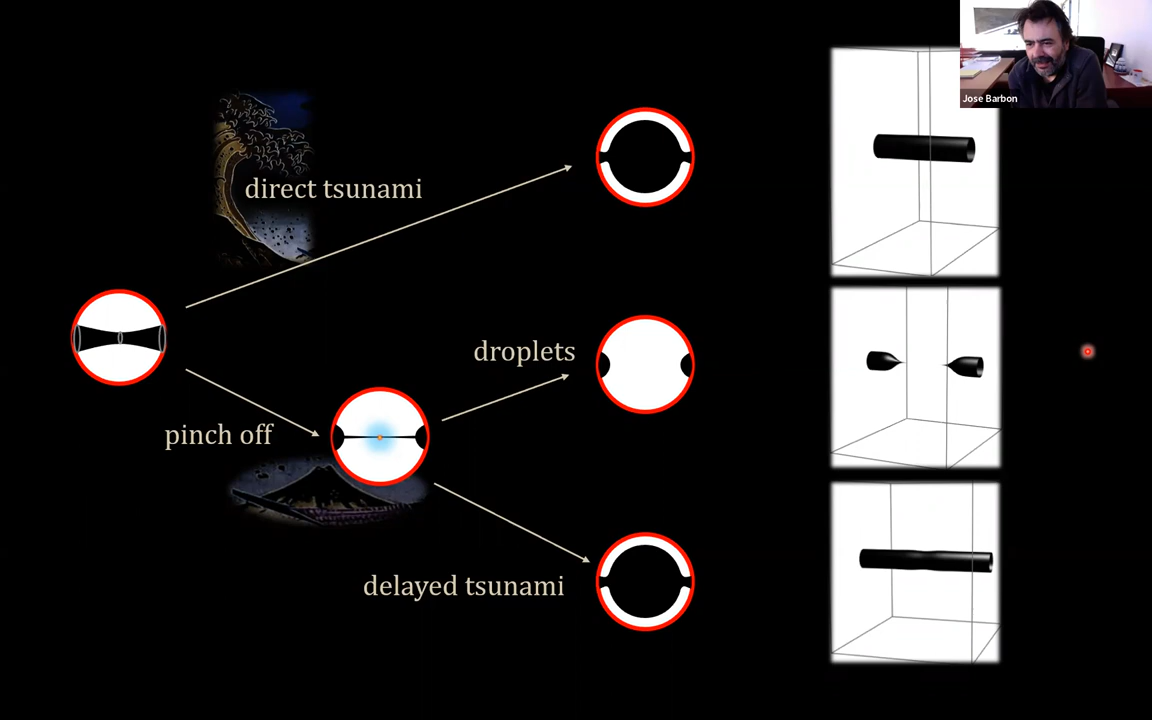 Jose Barbon
direct tsunami
droplets
pinch off
delayed tsunami